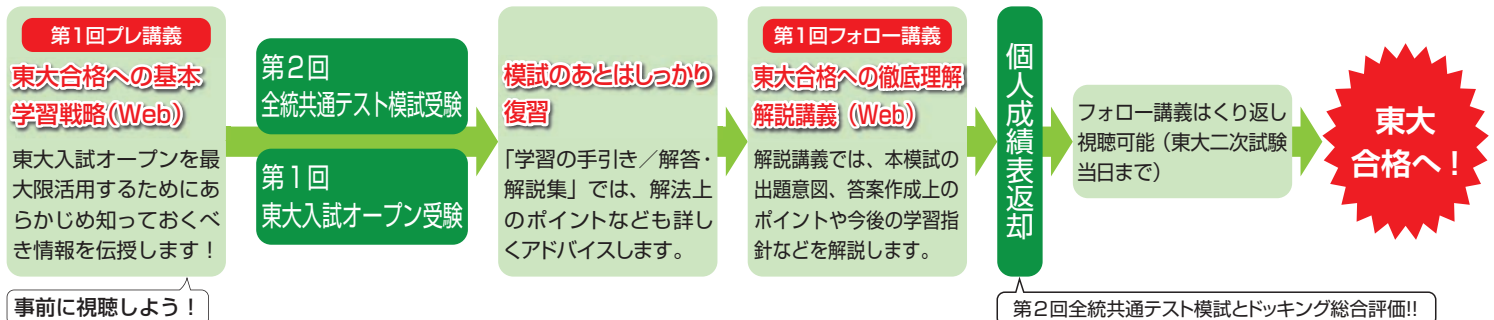 第1回プレ講義
東大合格への基本
学習戦略(Web)
東大入試オープンを最
大限活用するためにあ
らかじめ知っておくべ
き情報を伝授します！
事前に視聴しよう！
第2回
全統共通テスト模試受験
第1回
東大入試オープン受験
模試のあとはしっかり
復習
「学習の手引き／解答・
解説集」では、解法上
のポイントなども詳し
くアドバイスします。
第1回フォロー講義
東大合格への徹底理解
解説講義（Web）
解説講義では、本模試の
出題意図、答案作成上の
ポイントや今後の学習指
針などを解説します。
個人成績表返却
第2回全統共通テスト模試とドッキング総合評価!!
フォロー講義はくり返し
視聴可能（東大二次試験
当日まで）
東大
合格へ！